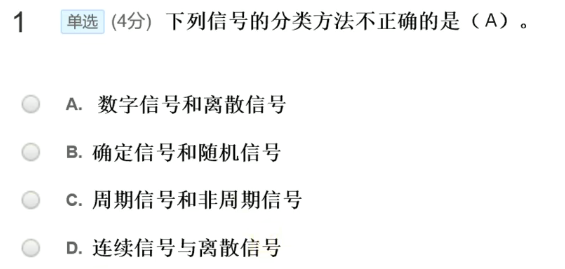 1 单选 (4分) 下列信号的分类方法不正确的是（A）。
A. 数字信号和离散信号
B. 确定信号和随机信号
C. 周期信号和非周期信号
D. 连续信号与离散信号